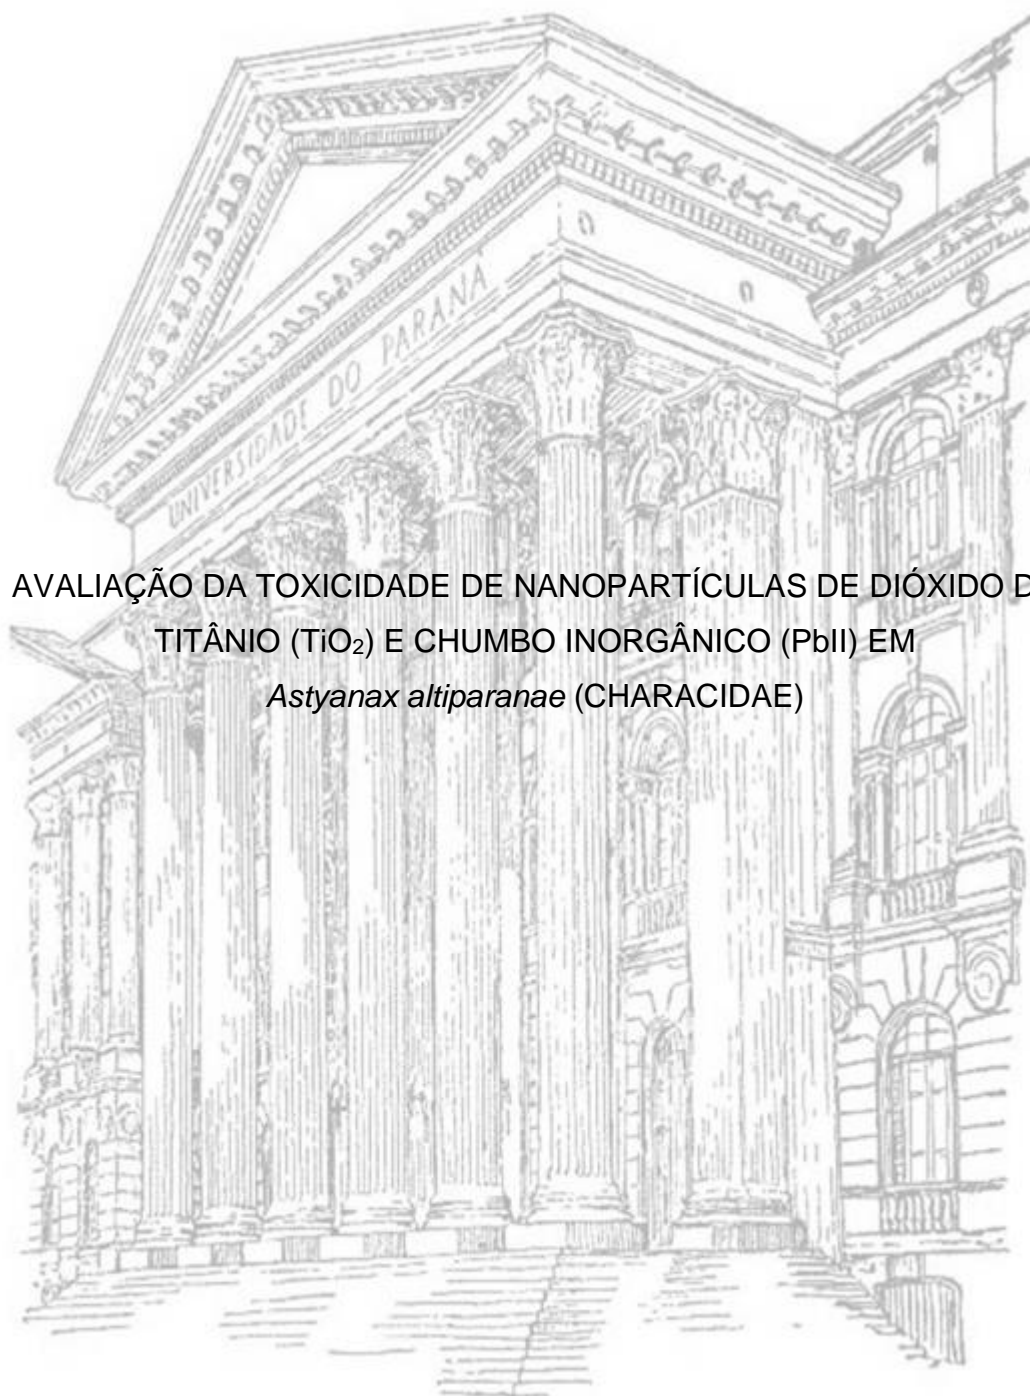 UNIVERSIDADE DO PARANÁ
AVALIAÇÃO DA TOXICIDADE DE NANOPARTÍCULAS DE DIÓXIDO D
TITÂNIO (TiO₂) E CHUMBO INORGÂNICO (PbII) EM
Astyanax altiparanae (CHARACIDAE)